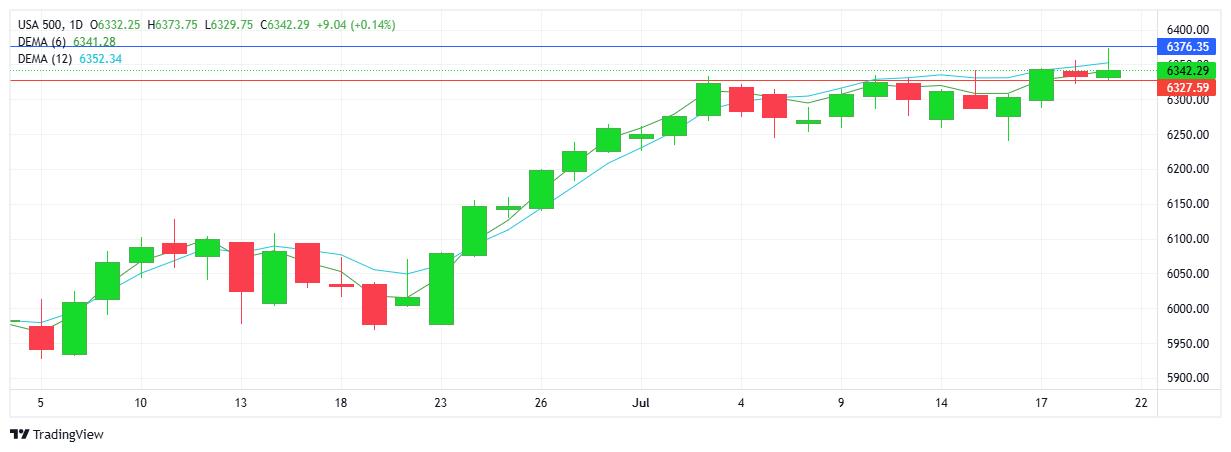 USA 500, 1D O6332.25 H6373.75 L6329.75 C6342.29 +9.04 (+0.14%)
DEMA (6) 6341.28
DEMA (12) 6352.34
6400.00
6376.35
6342.29
6327.59
6300.00
6250.00
6200.00
6150.00
6100.00
6050.00
6000.00
5950.00
5900.00
5 10 13 18 23 26 Jul 4 9 14 17 22
TradingView